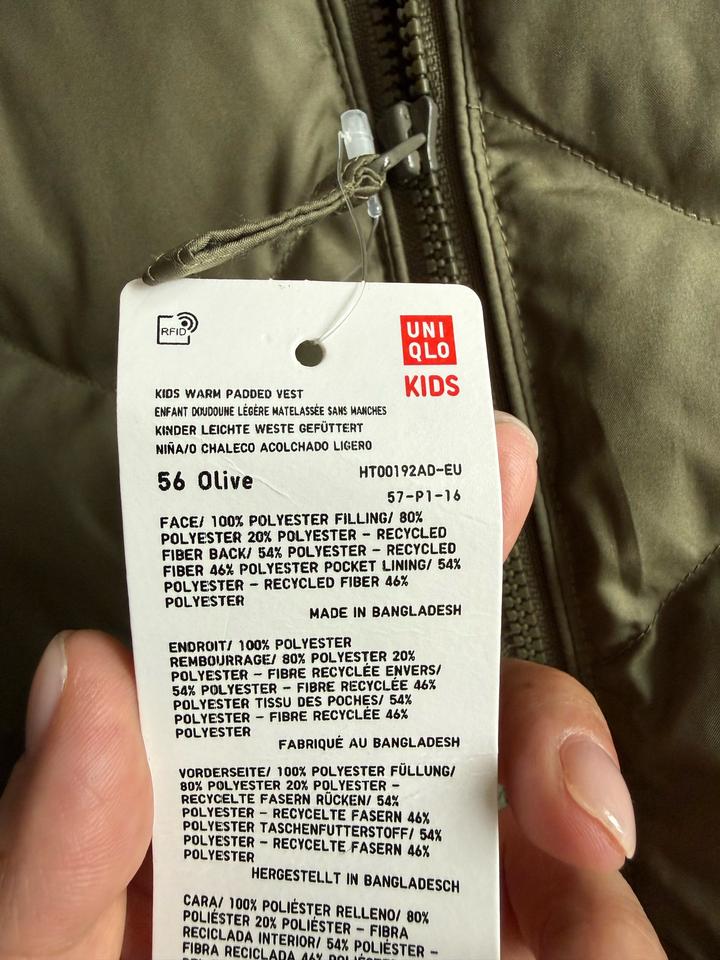 RFID
UNI
QLO
KIDS
KIDS WARM PADDED VEST
ENFANT DOUDOUNE LÉGÈRE MATELASSÉE SANS MANCHES
KINDER LEICHTE WESTE GEFÜTTERT
NIÑA/O CHALECO ACOLCHADO LIGERO
56 Olive
HT00192AD-EU
57-P1-16
FACE/ 100% POLYESTER FILLING/ 80%
POLYESTER 20% POLYESTER - RECYCLED
FIBER BACK/ 54% POLYESTER - RECYCLED
FIBER 46% POLYESTER POCKET LINING/ 54%
POLYESTER - RECYCLED FIBER 46%
POLYESTER
MADE IN BANGLADESH
ENDROIT/ 100% POLYESTER
REMBOURRAGE/ 80% POLYESTER 20%
POLYESTER - FIBRE RECYCLÉE ENVERS/
54% POLYESTER - FIBRE RECYCLÉE 46%
POLYESTER TISSU DES POCHES/ 54%
POLYESTER - FIBRE RECYCLÉE 46%
POLYESTER
FABRIQUÉ AU BANGLADESH
VORDERSEITE/ 100% POLYESTER FÜLLUNG/
80% POLYESTER 20% POLYESTER -
RECYCELTE FASERN RÜCKEN/ 54%
POLYESTER - RECYCELTE FASERN 46%
POLYESTER TASCHENFUTTERSTOFF/ 54%
POLYESTER - RECYCELTE FASERN 46%
POLYESTER
HERGESTELLT IN BANGLADESCH
CARA/ 100% POLIÉSTER RELLENO/ 80%
POLIÉSTER 20% POLIÉSTER - FIBRA
RECICLADA INTERIOR/ 54% POLIÉSTER -
FIBRA RECICLADA 46% POLIÉSTER